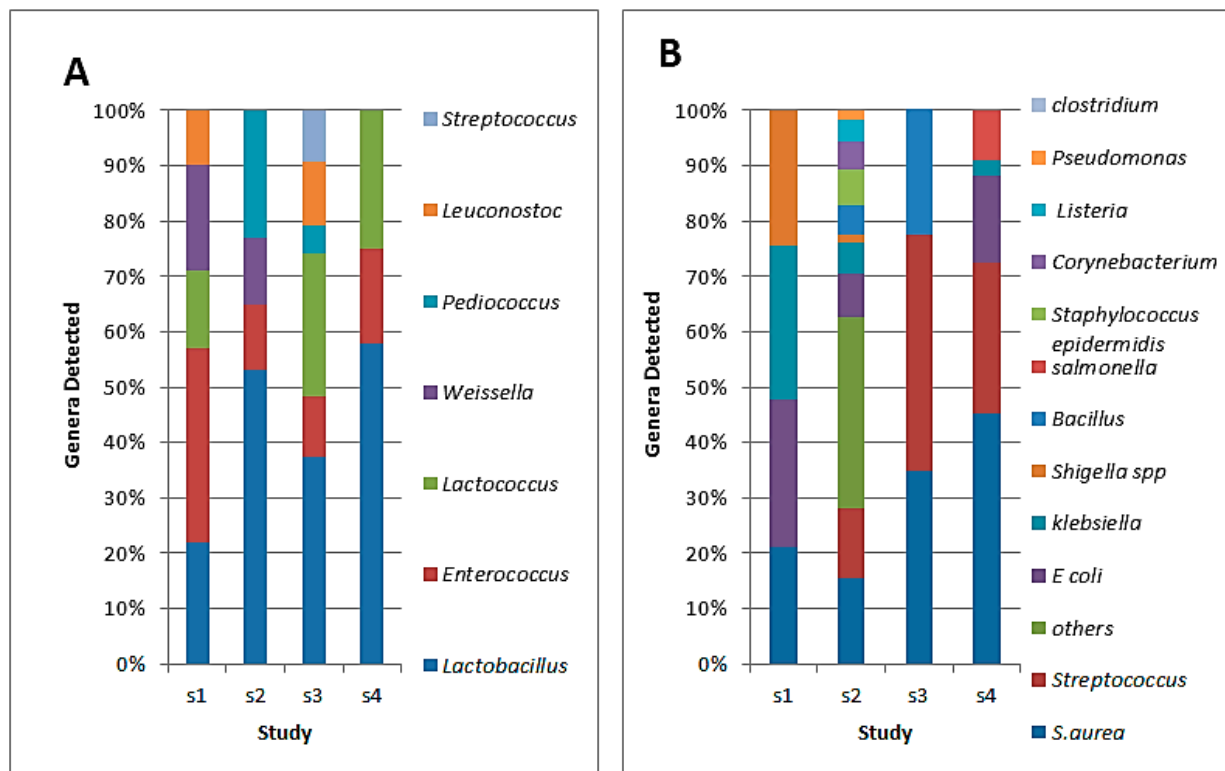 A
100%
90%
80%
70%
60%
50%
40%
30%
20%
10%
0%
Genera Detected
s1 s2 s3 s4
Study
Streptococcus
Leuconostoc
Pediococcus
Weissella
Lactococcus
Enterococcus
Lactobacillus
B
100%
90%
80%
70%
60%
50%
40%
30%
20%
10%
0%
Genera Detected
s1 s2 s3 s4
Study
clostridium
Pseudomonas
Listeria
Corynebacterium
Staphylococcus
epidermidis
salmonella
Bacillus
Shigella spp
klebsiella
E coli
others
Streptococcus
S.aurea